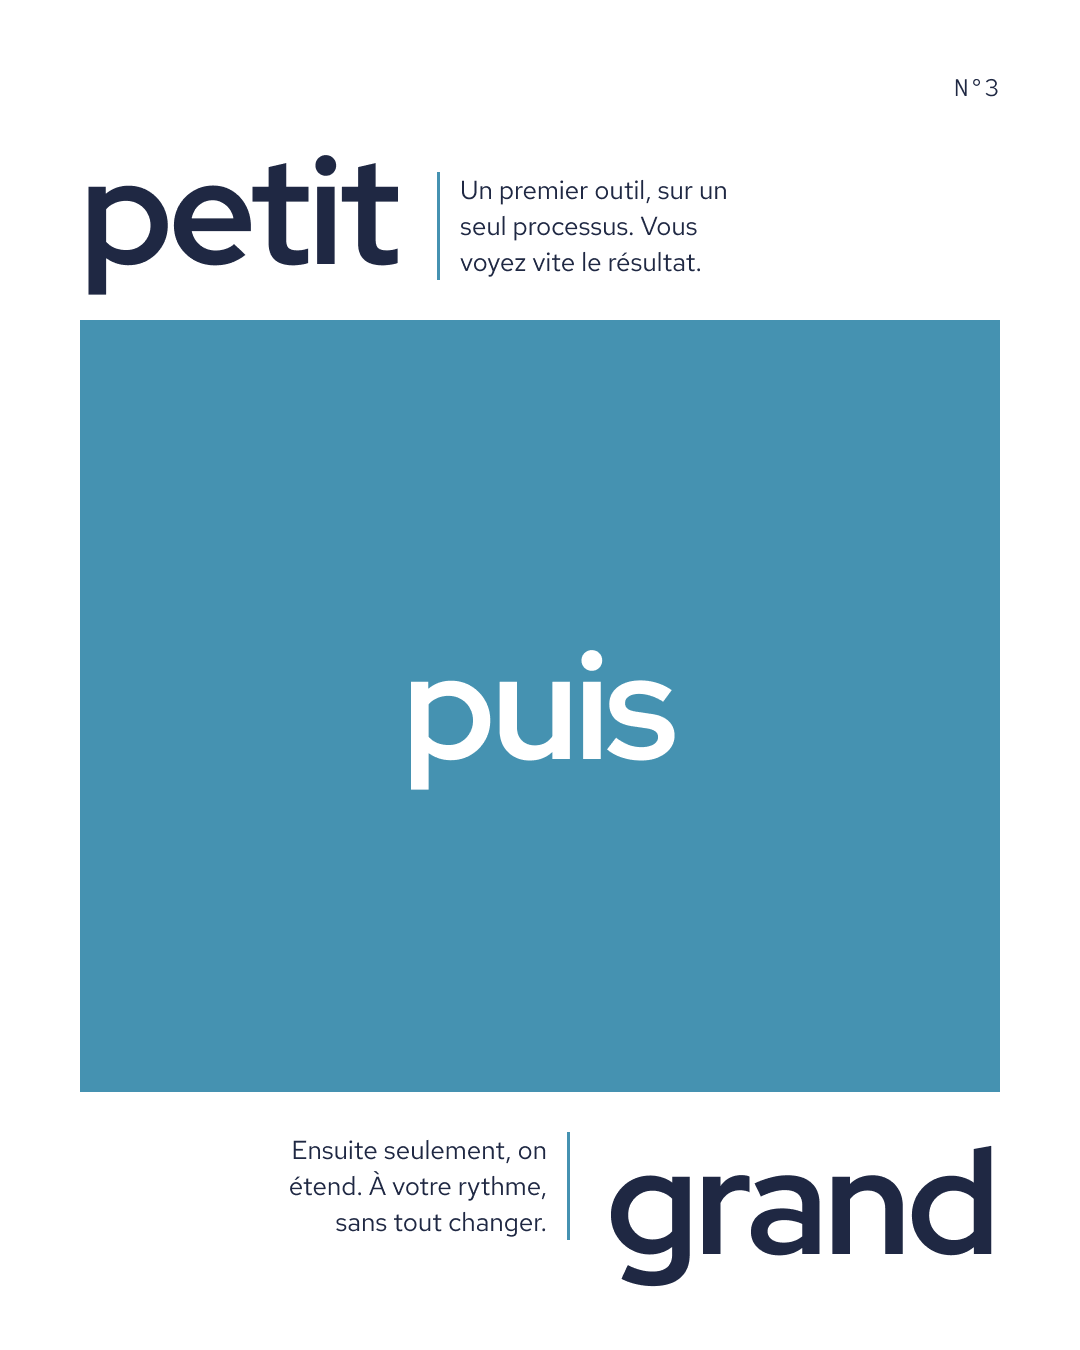 N°3
petit
Un premier outil, sur un
seul processus. Vous
voyez vite le résultat.
puis
Ensuite seulement, on
étend. À votre rythme,
sans tout changer.
grand